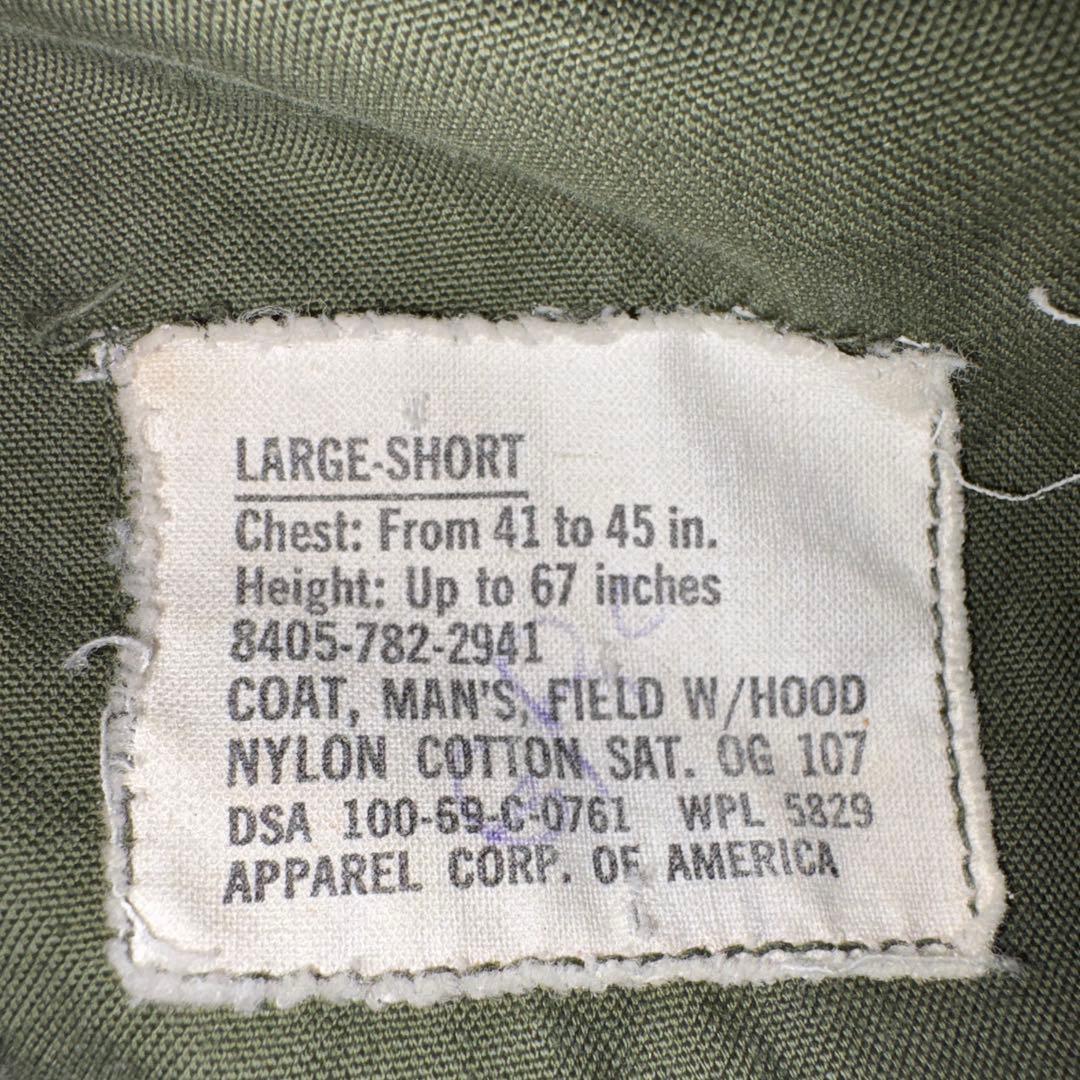 LARGE-SHORT
Chest: From 41 to 45 in.
Height: Up to 67 inches
8405-782-2941
COAT, MAN'S, FIELD W/HOOD
NYLON COTTON SAT. OG 107
DSA 100-69-C-0761 WPL 5829
APPAREL CORP. OF AMERICA